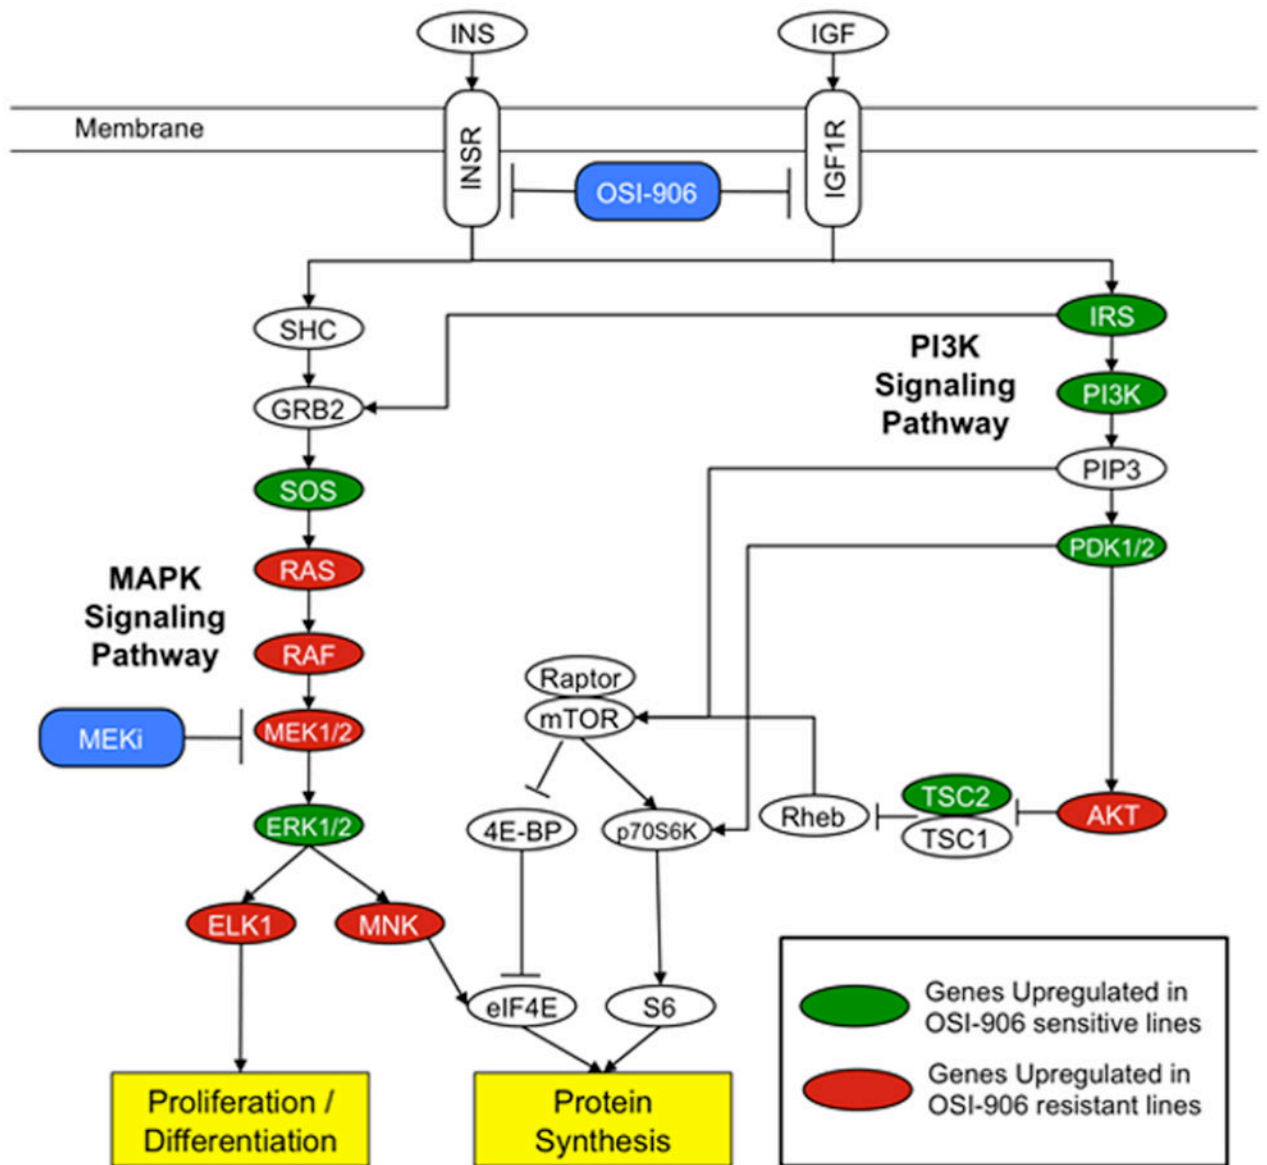 INS
IGF
Membrane
INSR
IGF1R
OSI-906
SHC
IRS
PI3K
Signaling
Pathway
GRB2
PI3K
SOS
PIP3
PDK1/2
MAPK
Signaling
Pathway
RAS
RAF
Raptor
mTOR
MEKi
MEK1/2
ERK1/2
4E-BP
p70S6K
Rheb
TSC2
TSC1
AKT
ELK1
MNK
eIF4E
S6
Genes Upregulated in
OSI-906 sensitive lines
Genes Upregulated in
OSI-906 resistant lines
Proliferation /
Differentiation
Protein
Synthesis